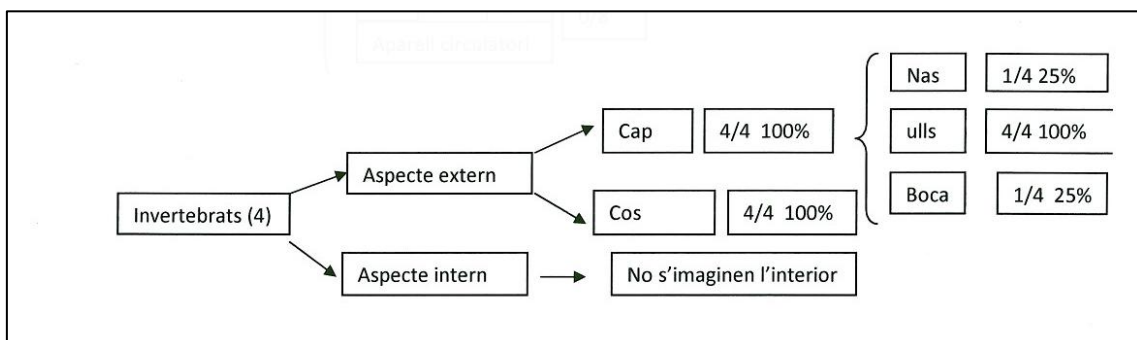 Aparell circulatori
Nas 1/4 25%
Cap 4/4 100%
ulls 4/4 100%
Aspecte extern
Boca 1/4 25%
Invertebrats (4)
Cos 4/4 100%
Aspecte intern
No s’imaginen l’interior